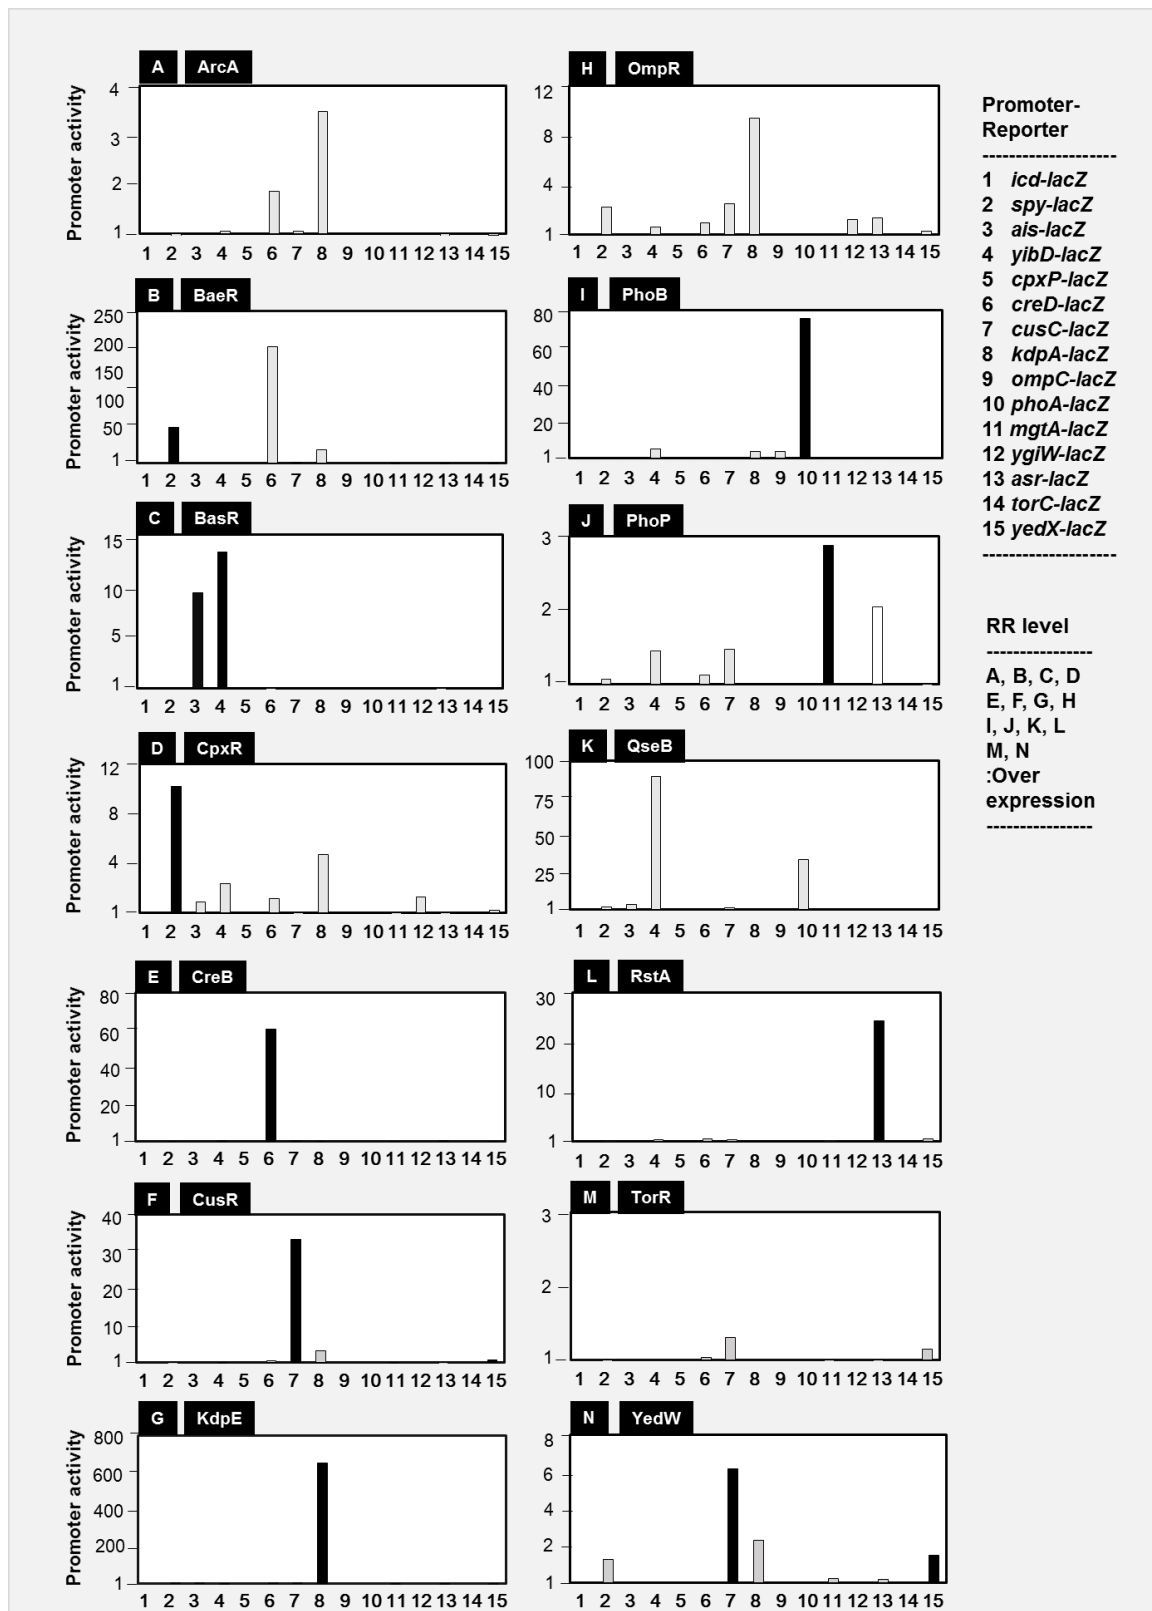 A ArcA
Promoter activity
4
3
2
1
1 2 3 4 5 6 7 8 9 10 11 12 13 14 15
B BaeR
Promoter activity
250
200
150
100
50
1
1 2 3 4 5 6 7 8 9 10 11 12 13 14 15
C BasR
Promoter activity
15
10
5
1
1 2 3 4 5 6 7 8 9 10 11 12 13 14 15
D CpxR
Promoter activity
12
8
4
1
1 2 3 4 5 6 7 8 9 10 11 12 13 14 15
E CreB
Promoter activity
80
60
40
20
1
1 2 3 4 5 6 7 8 9 10 11 12 13 14 15
F CusR
Promoter activity
40
30
20
10
1
1 2 3 4 5 6 7 8 9 10 11 12 13 14 15
G KdpE
Promoter activity
800
600
400
200
1
1 2 3 4 5 6 7 8 9 10 11 12 13 14 15
H OmpR
12
8
4
1
1 2 3 4 5 6 7 8 9 10 11 12 13 14 15
I PhoB
80
60
40
20
1
1 2 3 4 5 6 7 8 9 10 11 12 13 14 15
J PhoP
3
2
1
1 2 3 4 5 6 7 8 9 10 11 12 13 14 15
K QseB
100
75
50
25
1
1 2 3 4 5 6 7 8 9 10 11 12 13 14 15
L RstA
30
20
10
1
1 2 3 4 5 6 7 8 9 10 11 12 13 14 15
M TorR
3
2
1
1 2 3 4 5 6 7 8 9 10 11 12 13 14 15
N YedW
8
6
4
2
1
1 2 3 4 5 6 7 8 9 10 11 12 13 14 15
Promoter-
Reporter
--------------------
1 icd-lacZ
2 spy-lacZ
3 ais-lacZ
4 yibD-lacZ
5 cpxP-lacZ
6 creD-lacZ
7 cusC-lacZ
8 kdpA-lacZ
9 ompC-lacZ
10 phoA-lacZ
11 mgtA-lacZ
12 ygiW-lacZ
13 asr-lacZ
14 torC-lacZ
15 yedX-lacZ
--------------------
RR level
----------------
A, B, C, D
E, F, G, H
I, J, K, L
M, N
:Over
expression
----------------